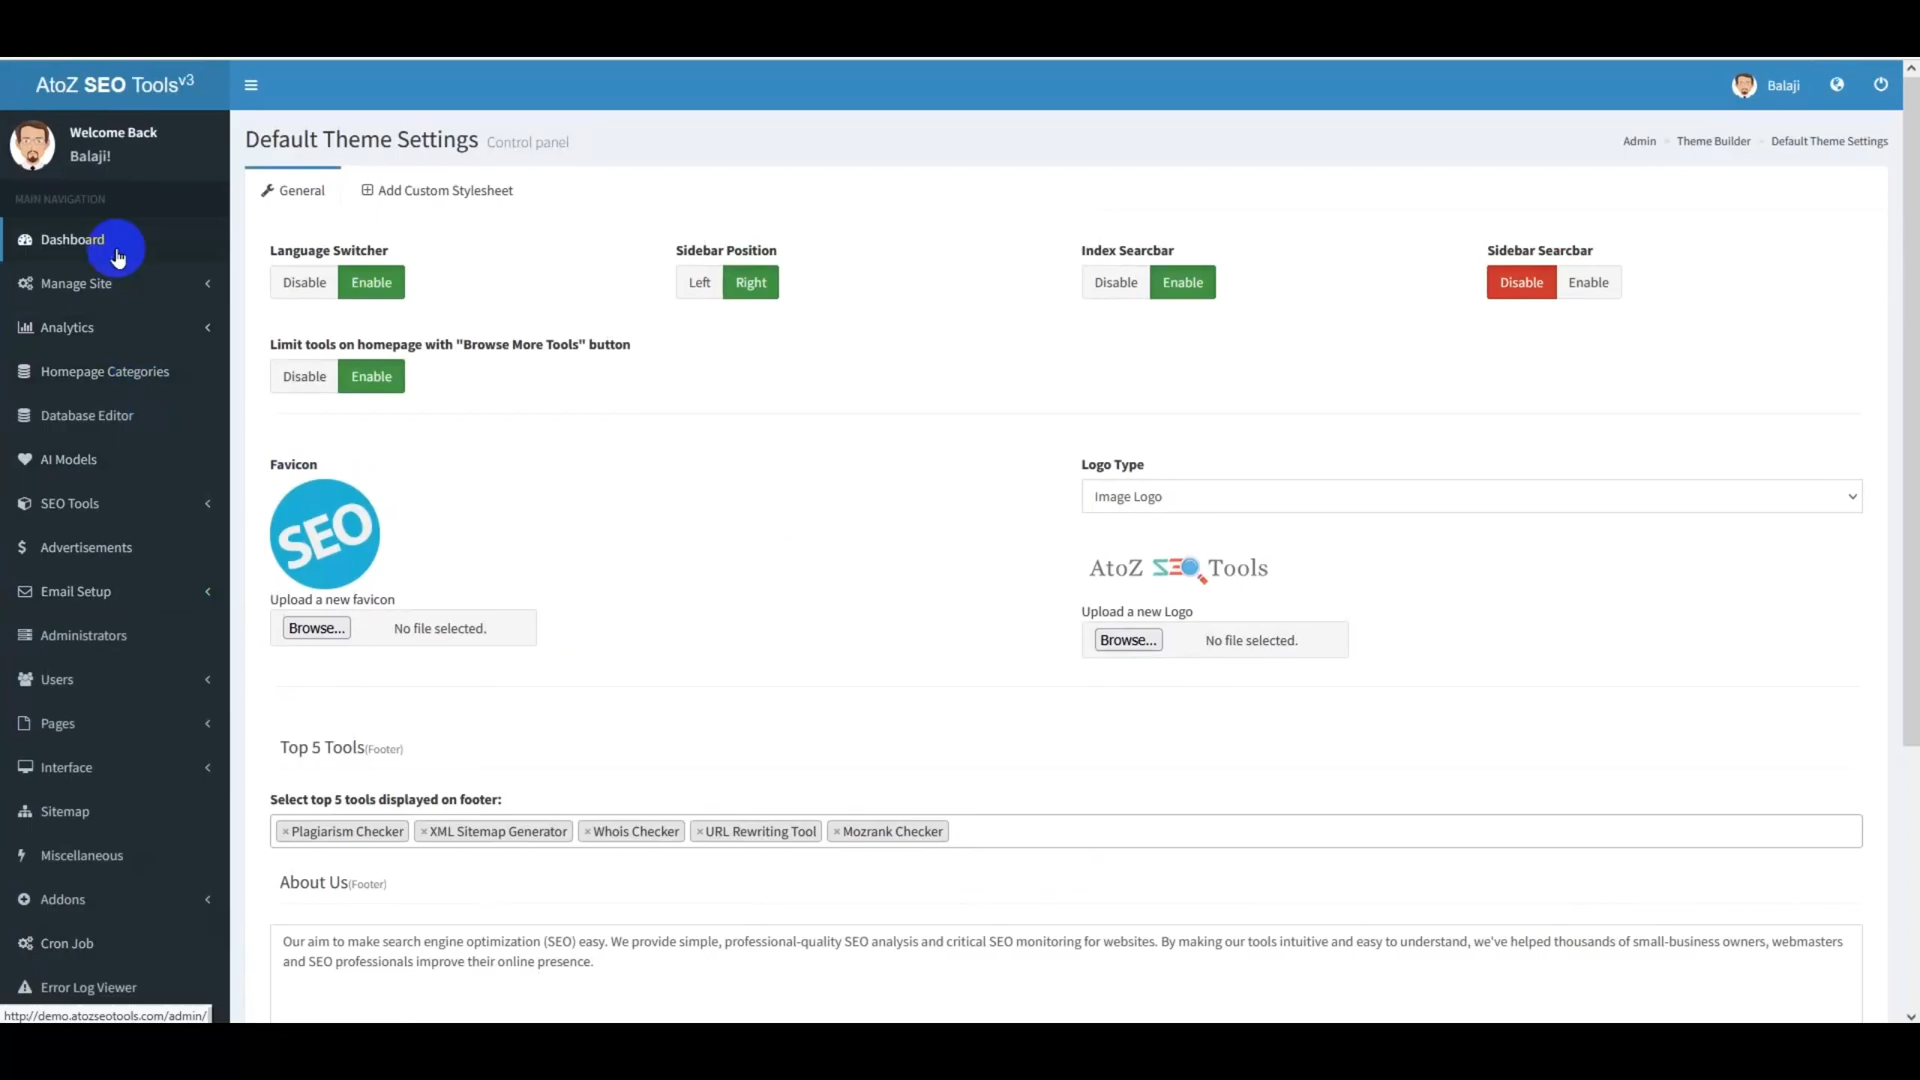 AtoZ SEO Toolsv3
Balaji
Welcome Back
Balaji!
MAIN NAVIGATION
Dashboard
Manage Site
Analytics
Homepage Categories
Database Editor
AI Models
SEO Tools
Advertisements
Email Setup
Administrators
Users
Pages
Interface
Sitemap
Miscellaneous
Addons
Cron Job
Error Log Viewer
http://demo.atozseotools.com/admin/
Default Theme Settings Control panel
Admin Theme Builder Default Theme Settings
General Add Custom Stylesheet
Language Switcher Sidebar Position Index Searcbar Sidebar Searcbar
Disable Enable Left Right Disable Enable Disable Enable
Limit tools on homepage with "Browse More Tools" button
Disable Enable
Favicon
SEO
Upload a new favicon
Browse... No file selected.
Logo Type
Image Logo
AtoZ SEO Tools
Upload a new Logo
Browse... No file selected.
Top 5 Tools(Footer)
Select top 5 tools displayed on footer:
×Plagiarism Checker ×XML Sitemap Generator ×Whois Checker ×URL Rewriting Tool ×Mozrank Checker
About Us(Footer)
Our aim to make search engine optimization (SEO) easy. We provide simple, professional-quality SEO analysis and critical SEO monitoring for websites. By making our tools intuitive and easy to understand, we've helped thousands of small-business owners, webmasters
and SEO professionals improve their online presence.